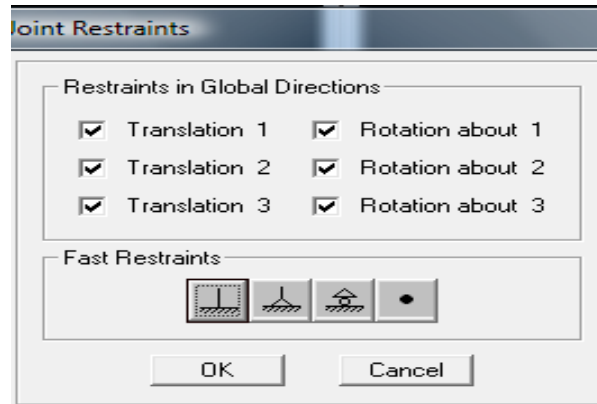 Joint Restraints
Restraints in Global Directions
Translation 1 Rotation about 1
Translation 2 Rotation about 2
Translation 3 Rotation about 3
Fast Restraints
OK Cancel